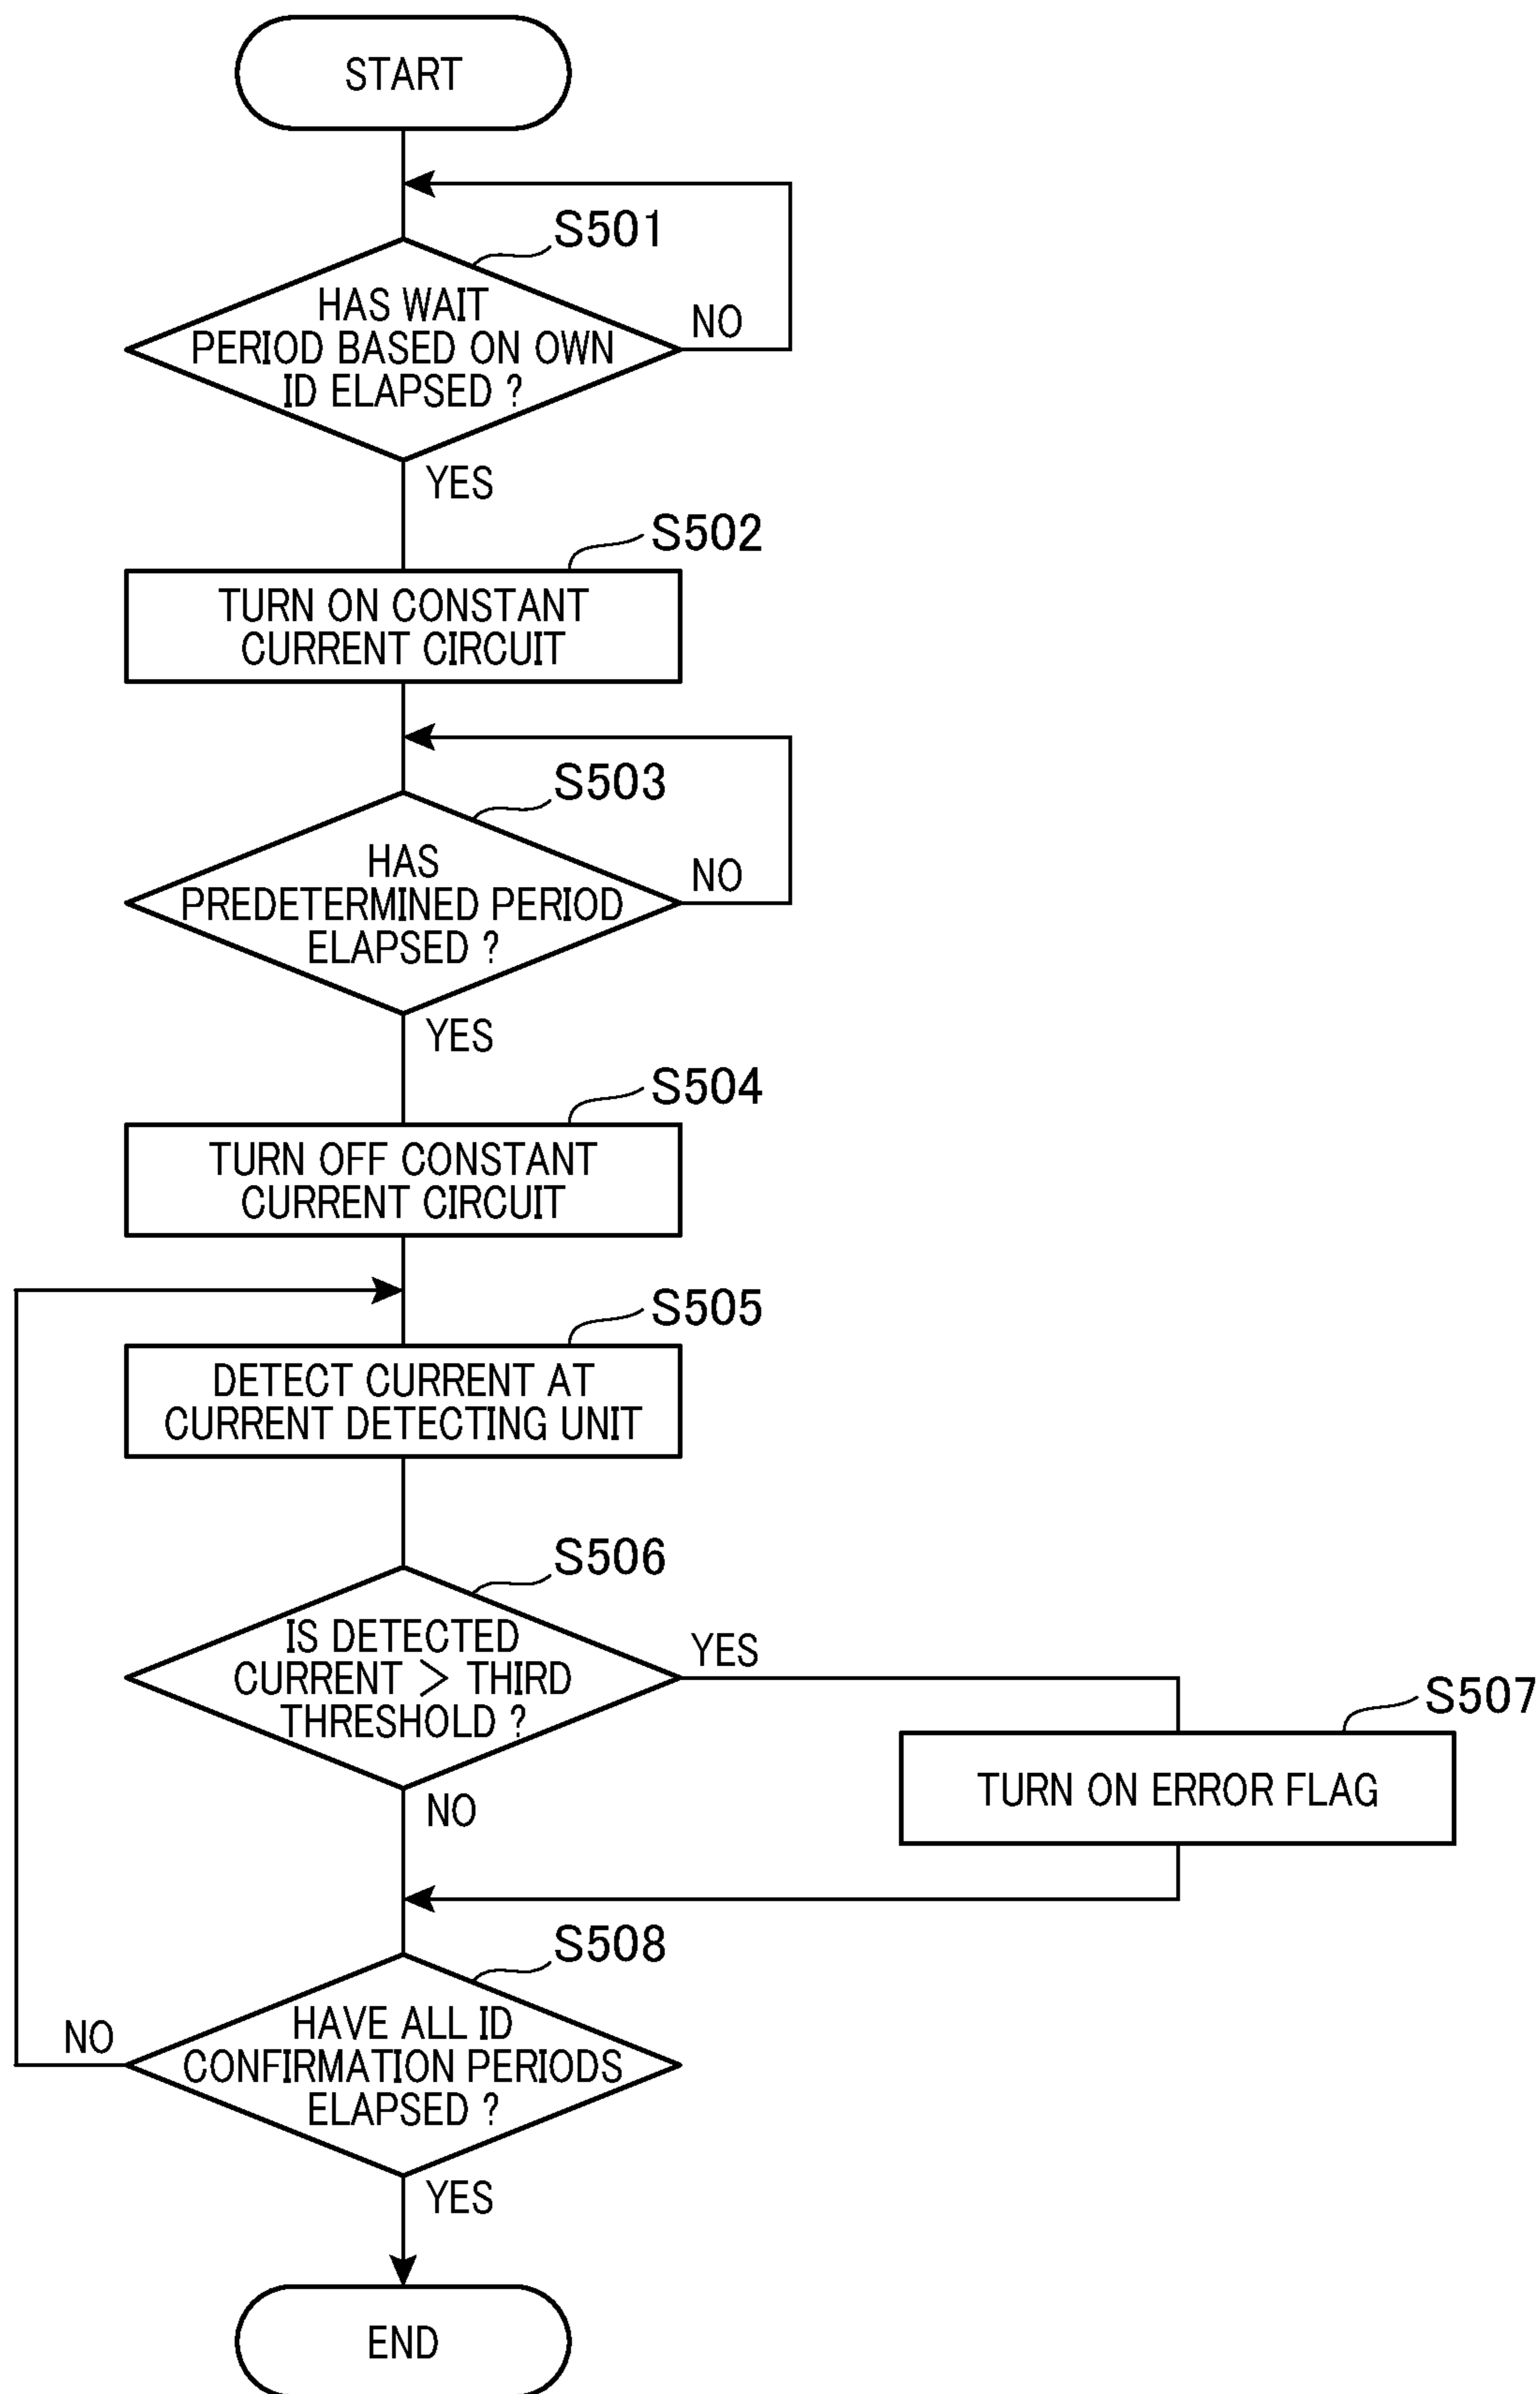 START
S501
HAS WAIT
PERIOD BASED ON OWN
ID ELAPSED ?
NO
YES
S502
TURN ON CONSTANT
CURRENT CIRCUIT
S503
HAS
PREDETERMINED PERIOD
ELAPSED ?
NO
YES
S504
TURN OFF CONSTANT
CURRENT CIRCUIT
S505
DETECT CURRENT AT
CURRENT DETECTING UNIT
S506
IS DETECTED
CURRENT > THIRD
THRESHOLD ?
YES
NO
S507
TURN ON ERROR FLAG
S508
HAVE ALL ID
CONFIRMATION PERIODS
ELAPSED ?
NO
YES
END